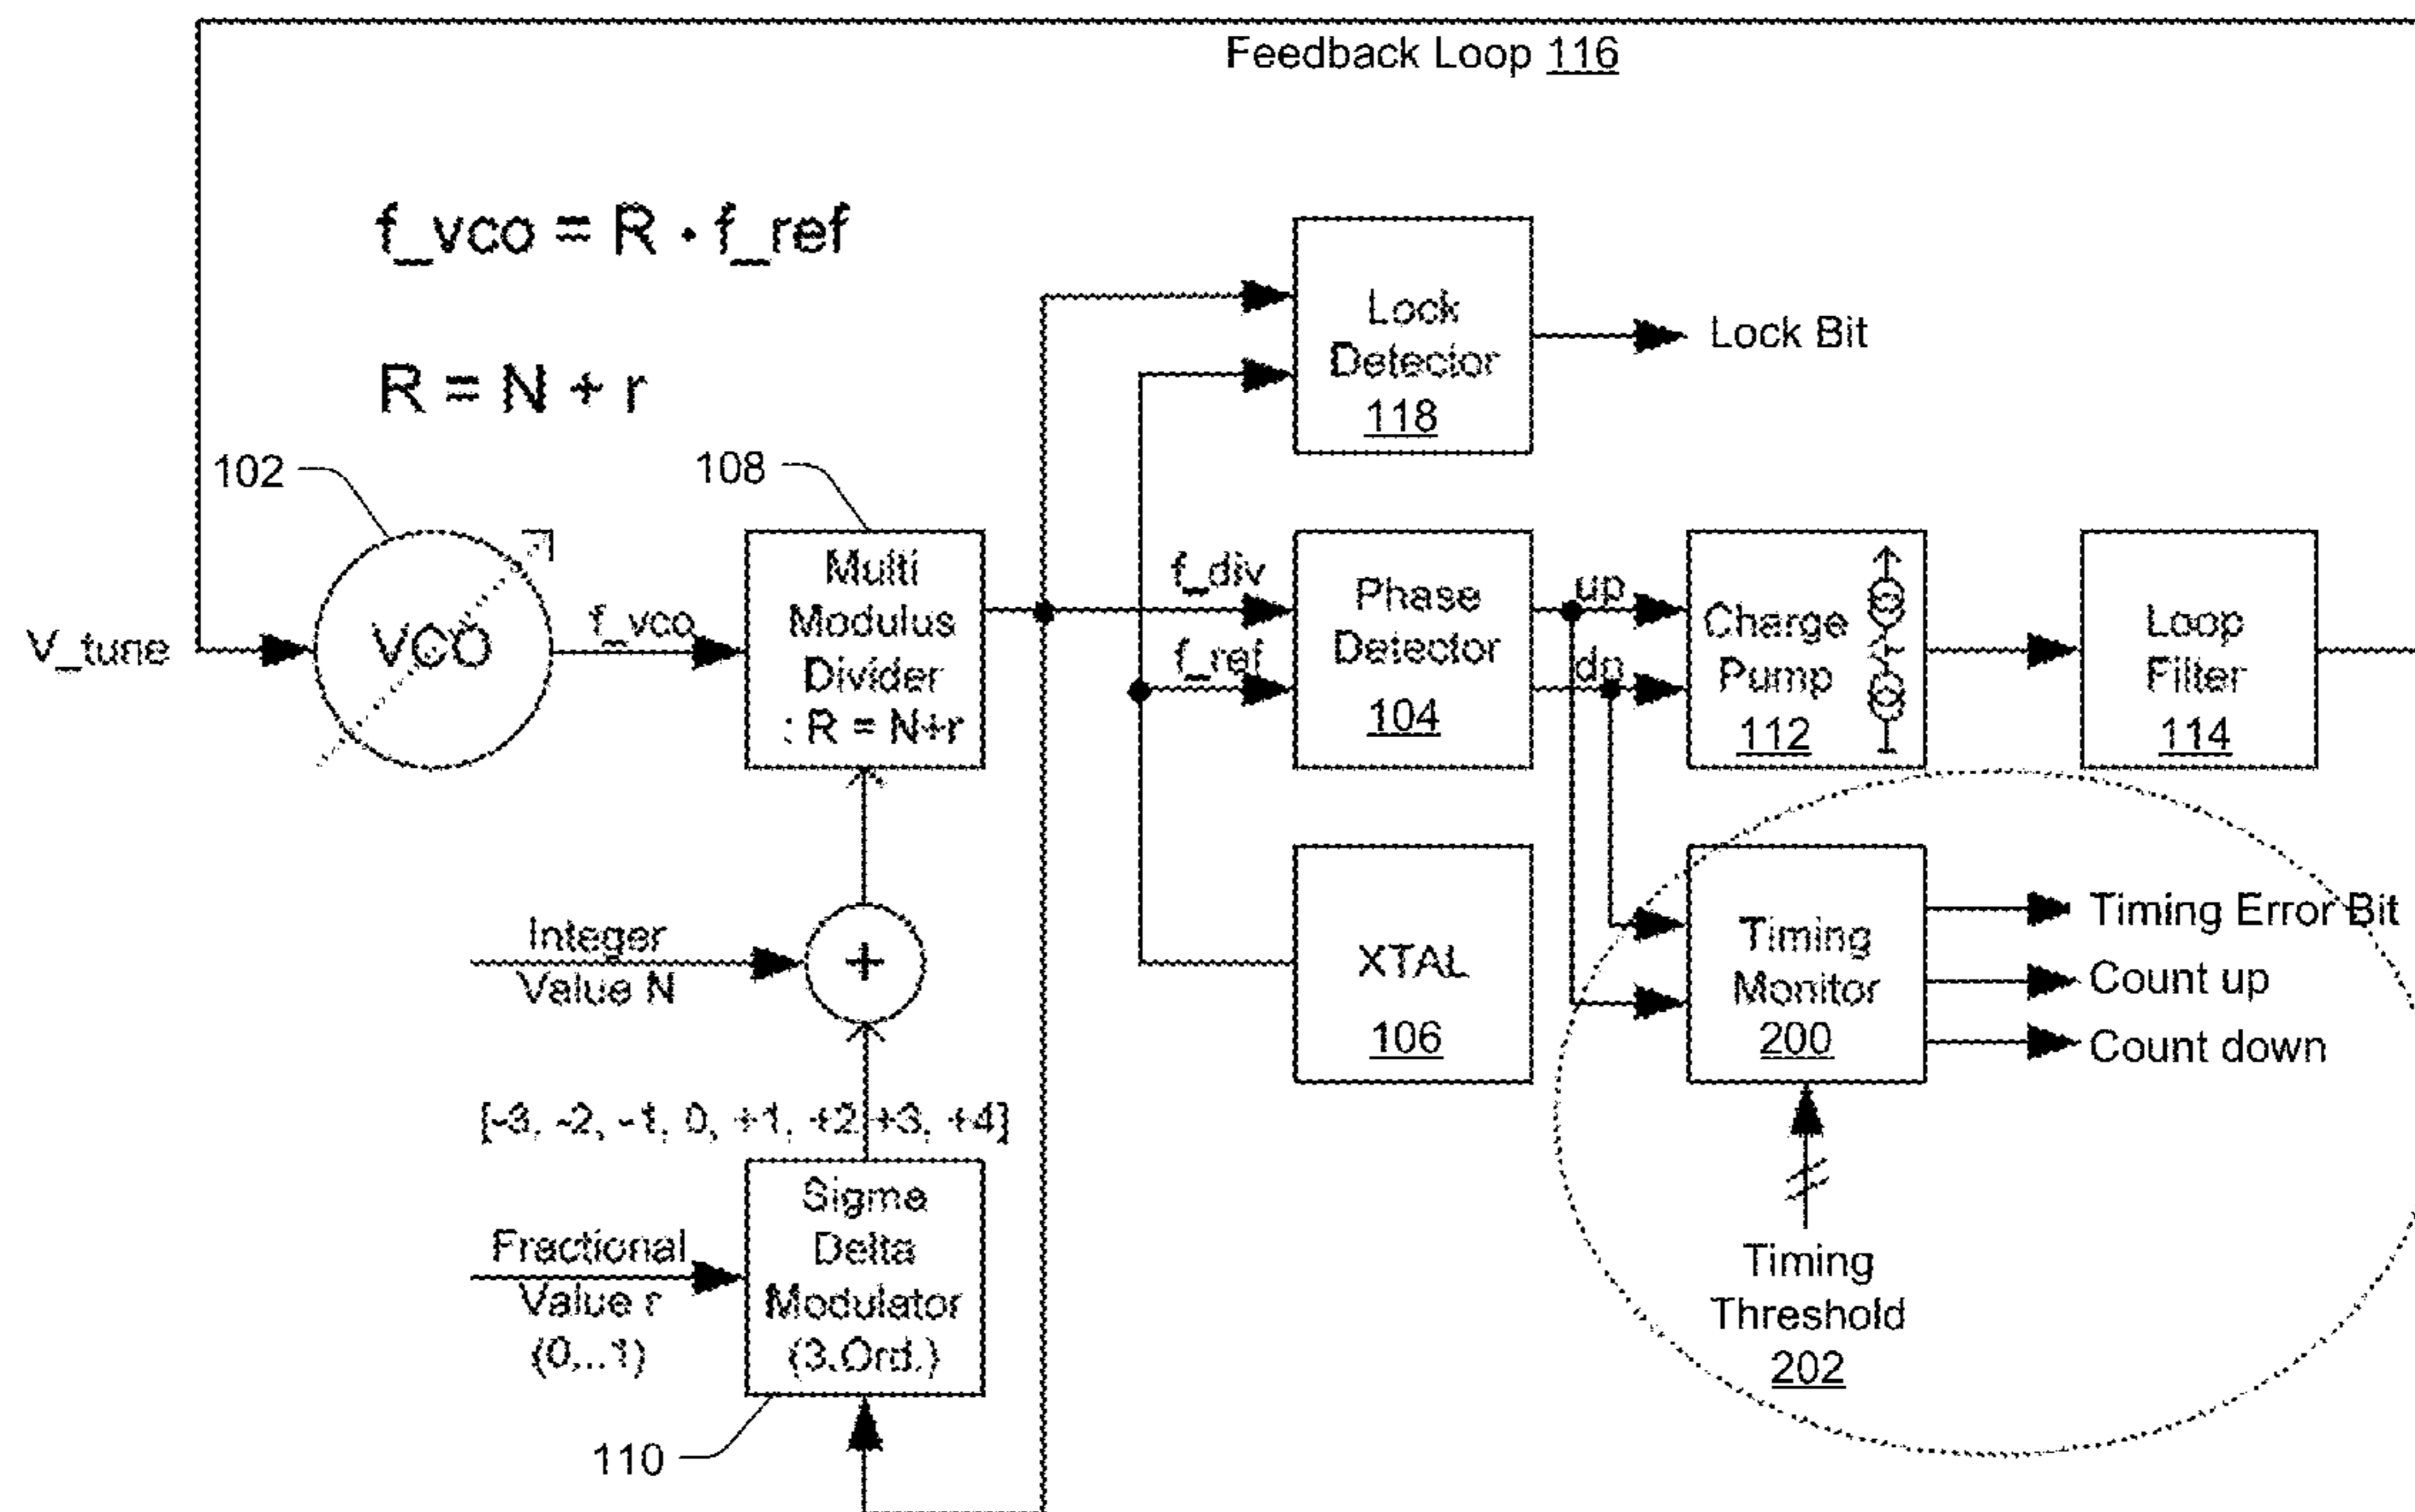 Feedback Loop 116
f_vco = R · f_ref
R = N + r
102
108
Lock
Detector
118
Lock Bit
V_tune
VCO
f_vco
Multi
Modulus
Divider
: R = N+r
f_div
f_ref
Phase
Detector
104
up
dn
Charge
Pump
112
Loop
Filter
114
Integer
Value N
+
XTAL
106
Timing
Monitor
200
Timing Error Bit
Count up
Count down
[-3, -2, -1, 0, +1, +2 +3, +4]
Fractional
Value r
(0,..1)
Sigma
Delta
Modulator
(3.Ord.)
110
Timing
Threshold
202